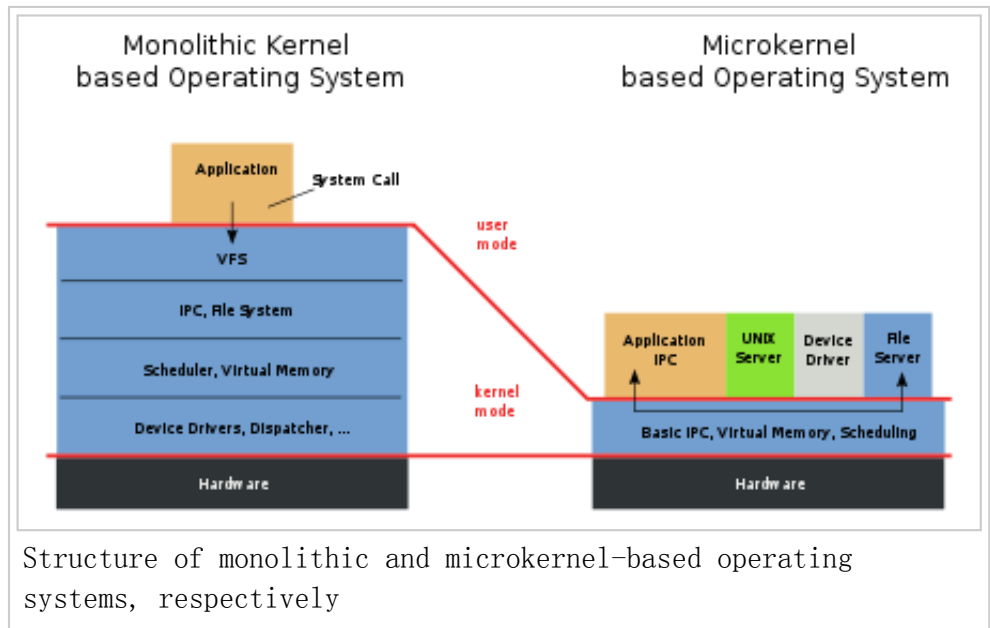 Monolithic Kernel
based Operating System
Microkernel
based Operating System
Application
System Call
user
mode
VFS
IPC, File System
Scheduler, Virtual Memory
kernel
mode
Device Drivers, Dispatcher, ...
Hardware
Application
IPC
UNIX
Server
Device
Driver
File
Server
Basic IPC, Virtual Memory, Scheduling
Hardware
Structure of monolithic and microkernel-based operating
systems, respectively